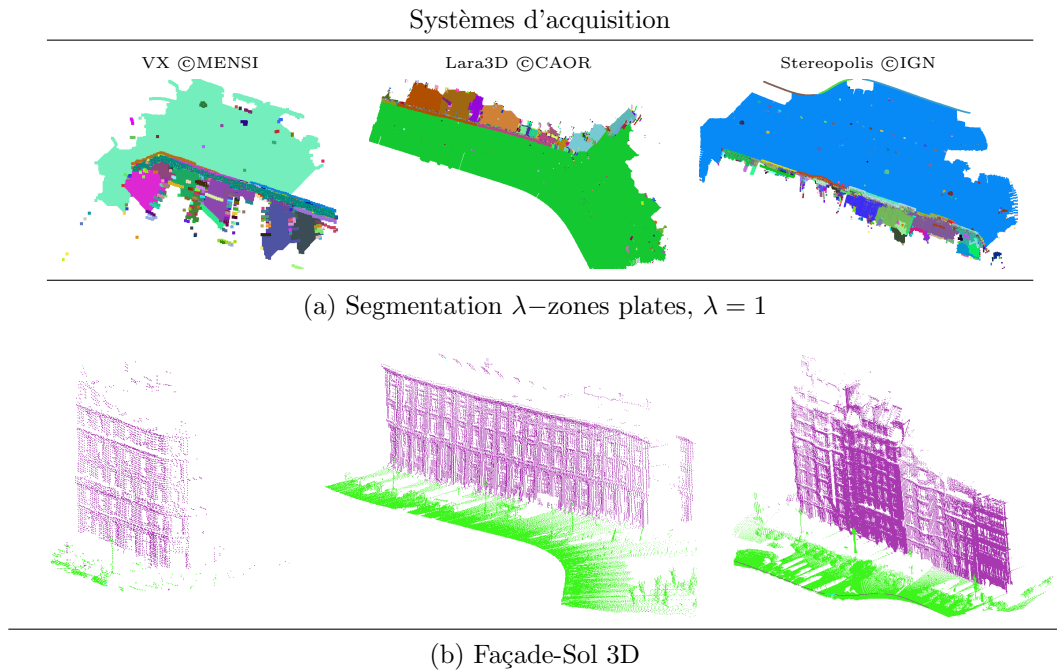 Systèmes d'acquisition
VX ©MENSI
Lara3D ©CAOR
Stereopolis ©IGN
(a) Segmentation λ−zones plates, λ = 1
(b) Façade-Sol 3D